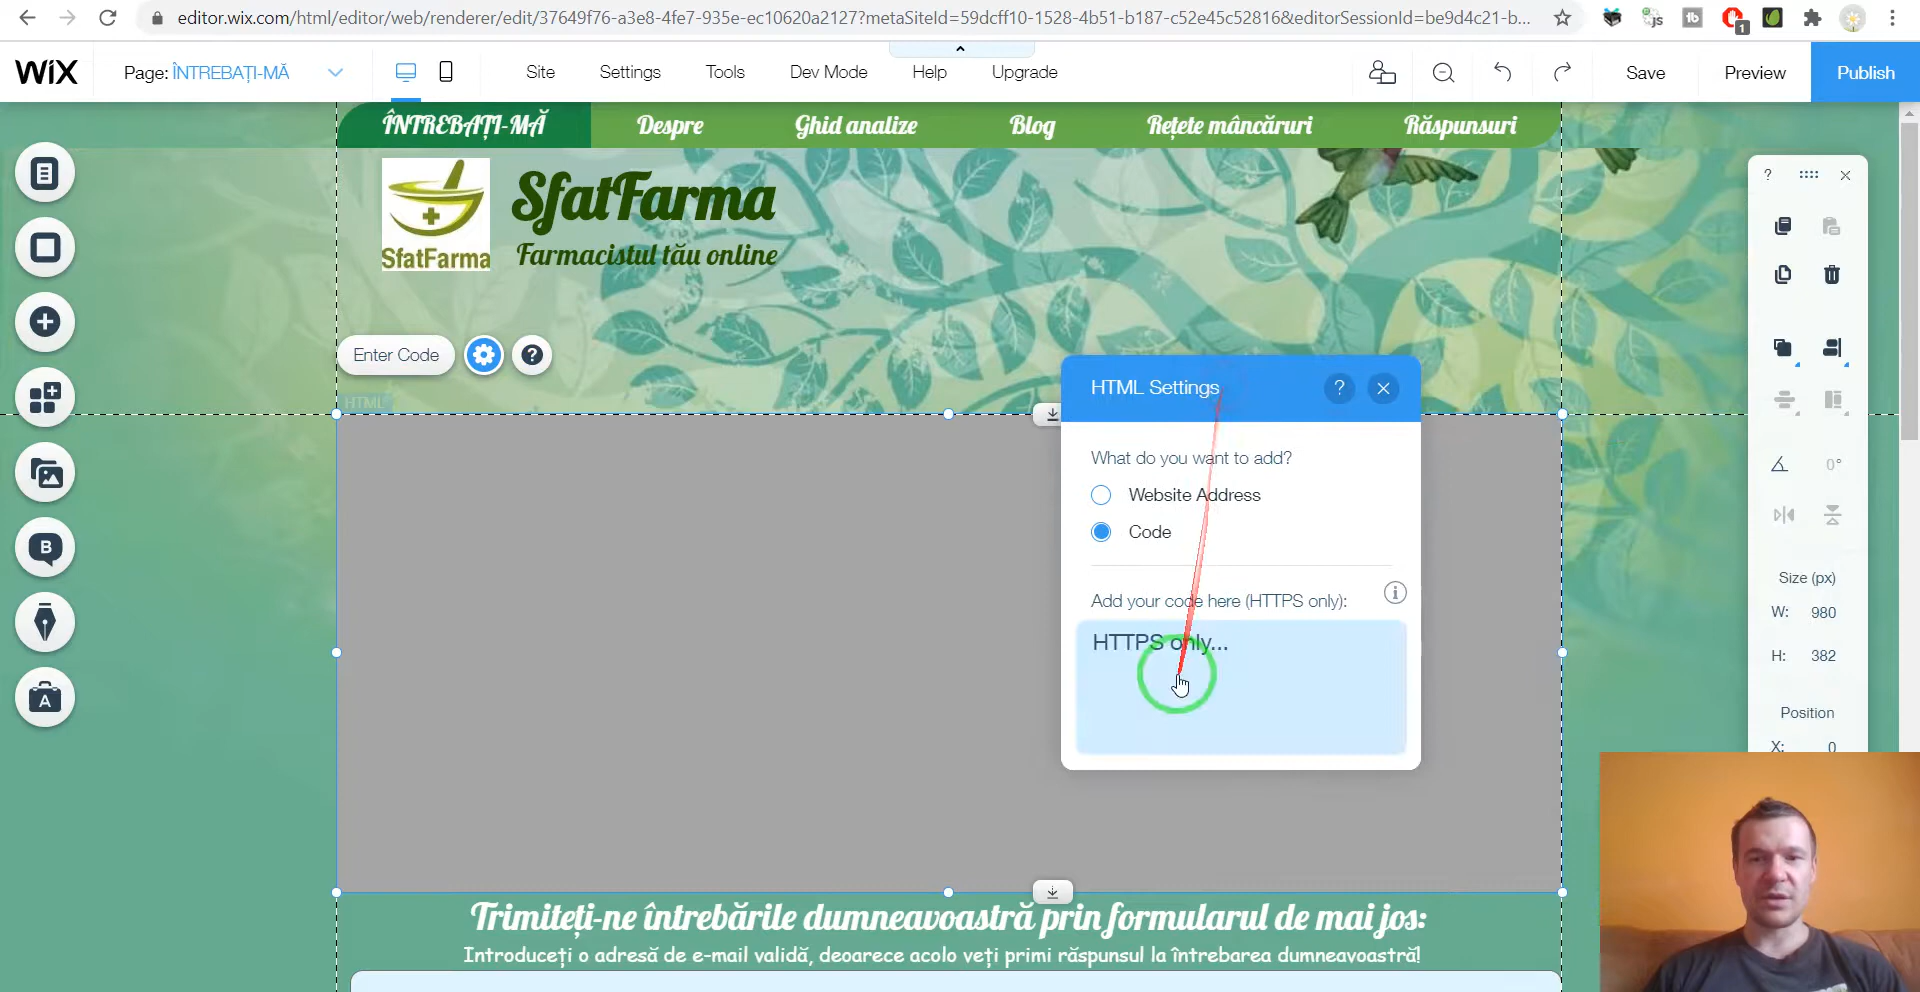 editor.wix.com/html/editor/web/renderer/edit/37649f76-a3e8-4fe7-935e-ec10620a2127?metaSiteId=59dcff10-1528-4b51-b187-c52e45c52816&editorSessionId=be9d4c21-b...
1
WiX
Page: ÎNTREBAȚI-MĂ
Site
Settings
Tools
Dev Mode
Help
Upgrade
Save
Preview
Publish
ÎNTREBAȚI-MĂ
Despre
Ghid analize
Blog
Rețete mâncăruri
Răspunsuri
SfatFarma
SfatFarma
Farmacistul tău online
Enter Code
?
HTML
HTML Settings
?
What do you want to add?
Website Address
Code
Add your code here (HTTPS only):
HTTPS only...
?
0°
Size (px)
W: 980
H: 382
Position
X: 0
B
A
Trimiteți-ne întrebările dumneavoastră prin formularul de mai jos:
Introduceți o adresă de e-mail validă, deoarece acolo veți primi răspunsul la întrebarea dumneavoastră!